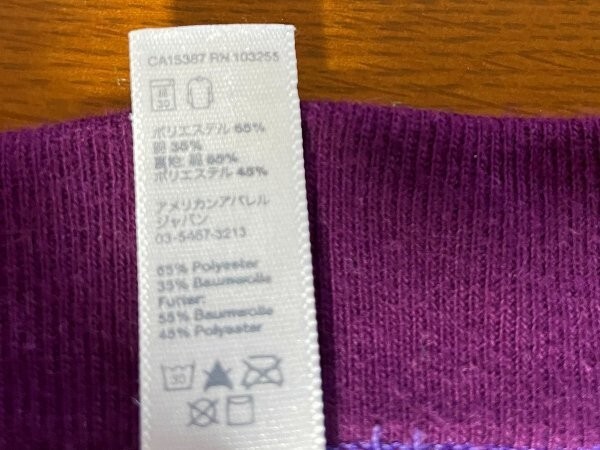 CA15387 RN 103255
ポリエステル 65%
綿 35%
裏地: 綿 55%
ポリエステル 45%
アメリカンアパレル
ジャパン
03-5467-3213
65% Polyester
35% Baumwolle
Futter:
55% Baumwolle
45% Polyester
30